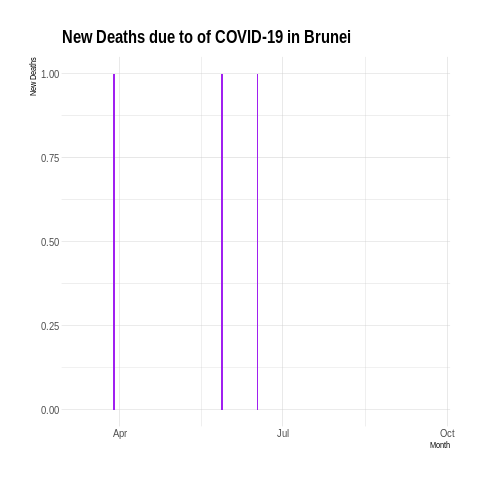 New Deaths due to of COVID-19 in Brunei
New Deaths
1.00
0.75
0.50
0.25
0.00
Apr
Jul
Oct
Month